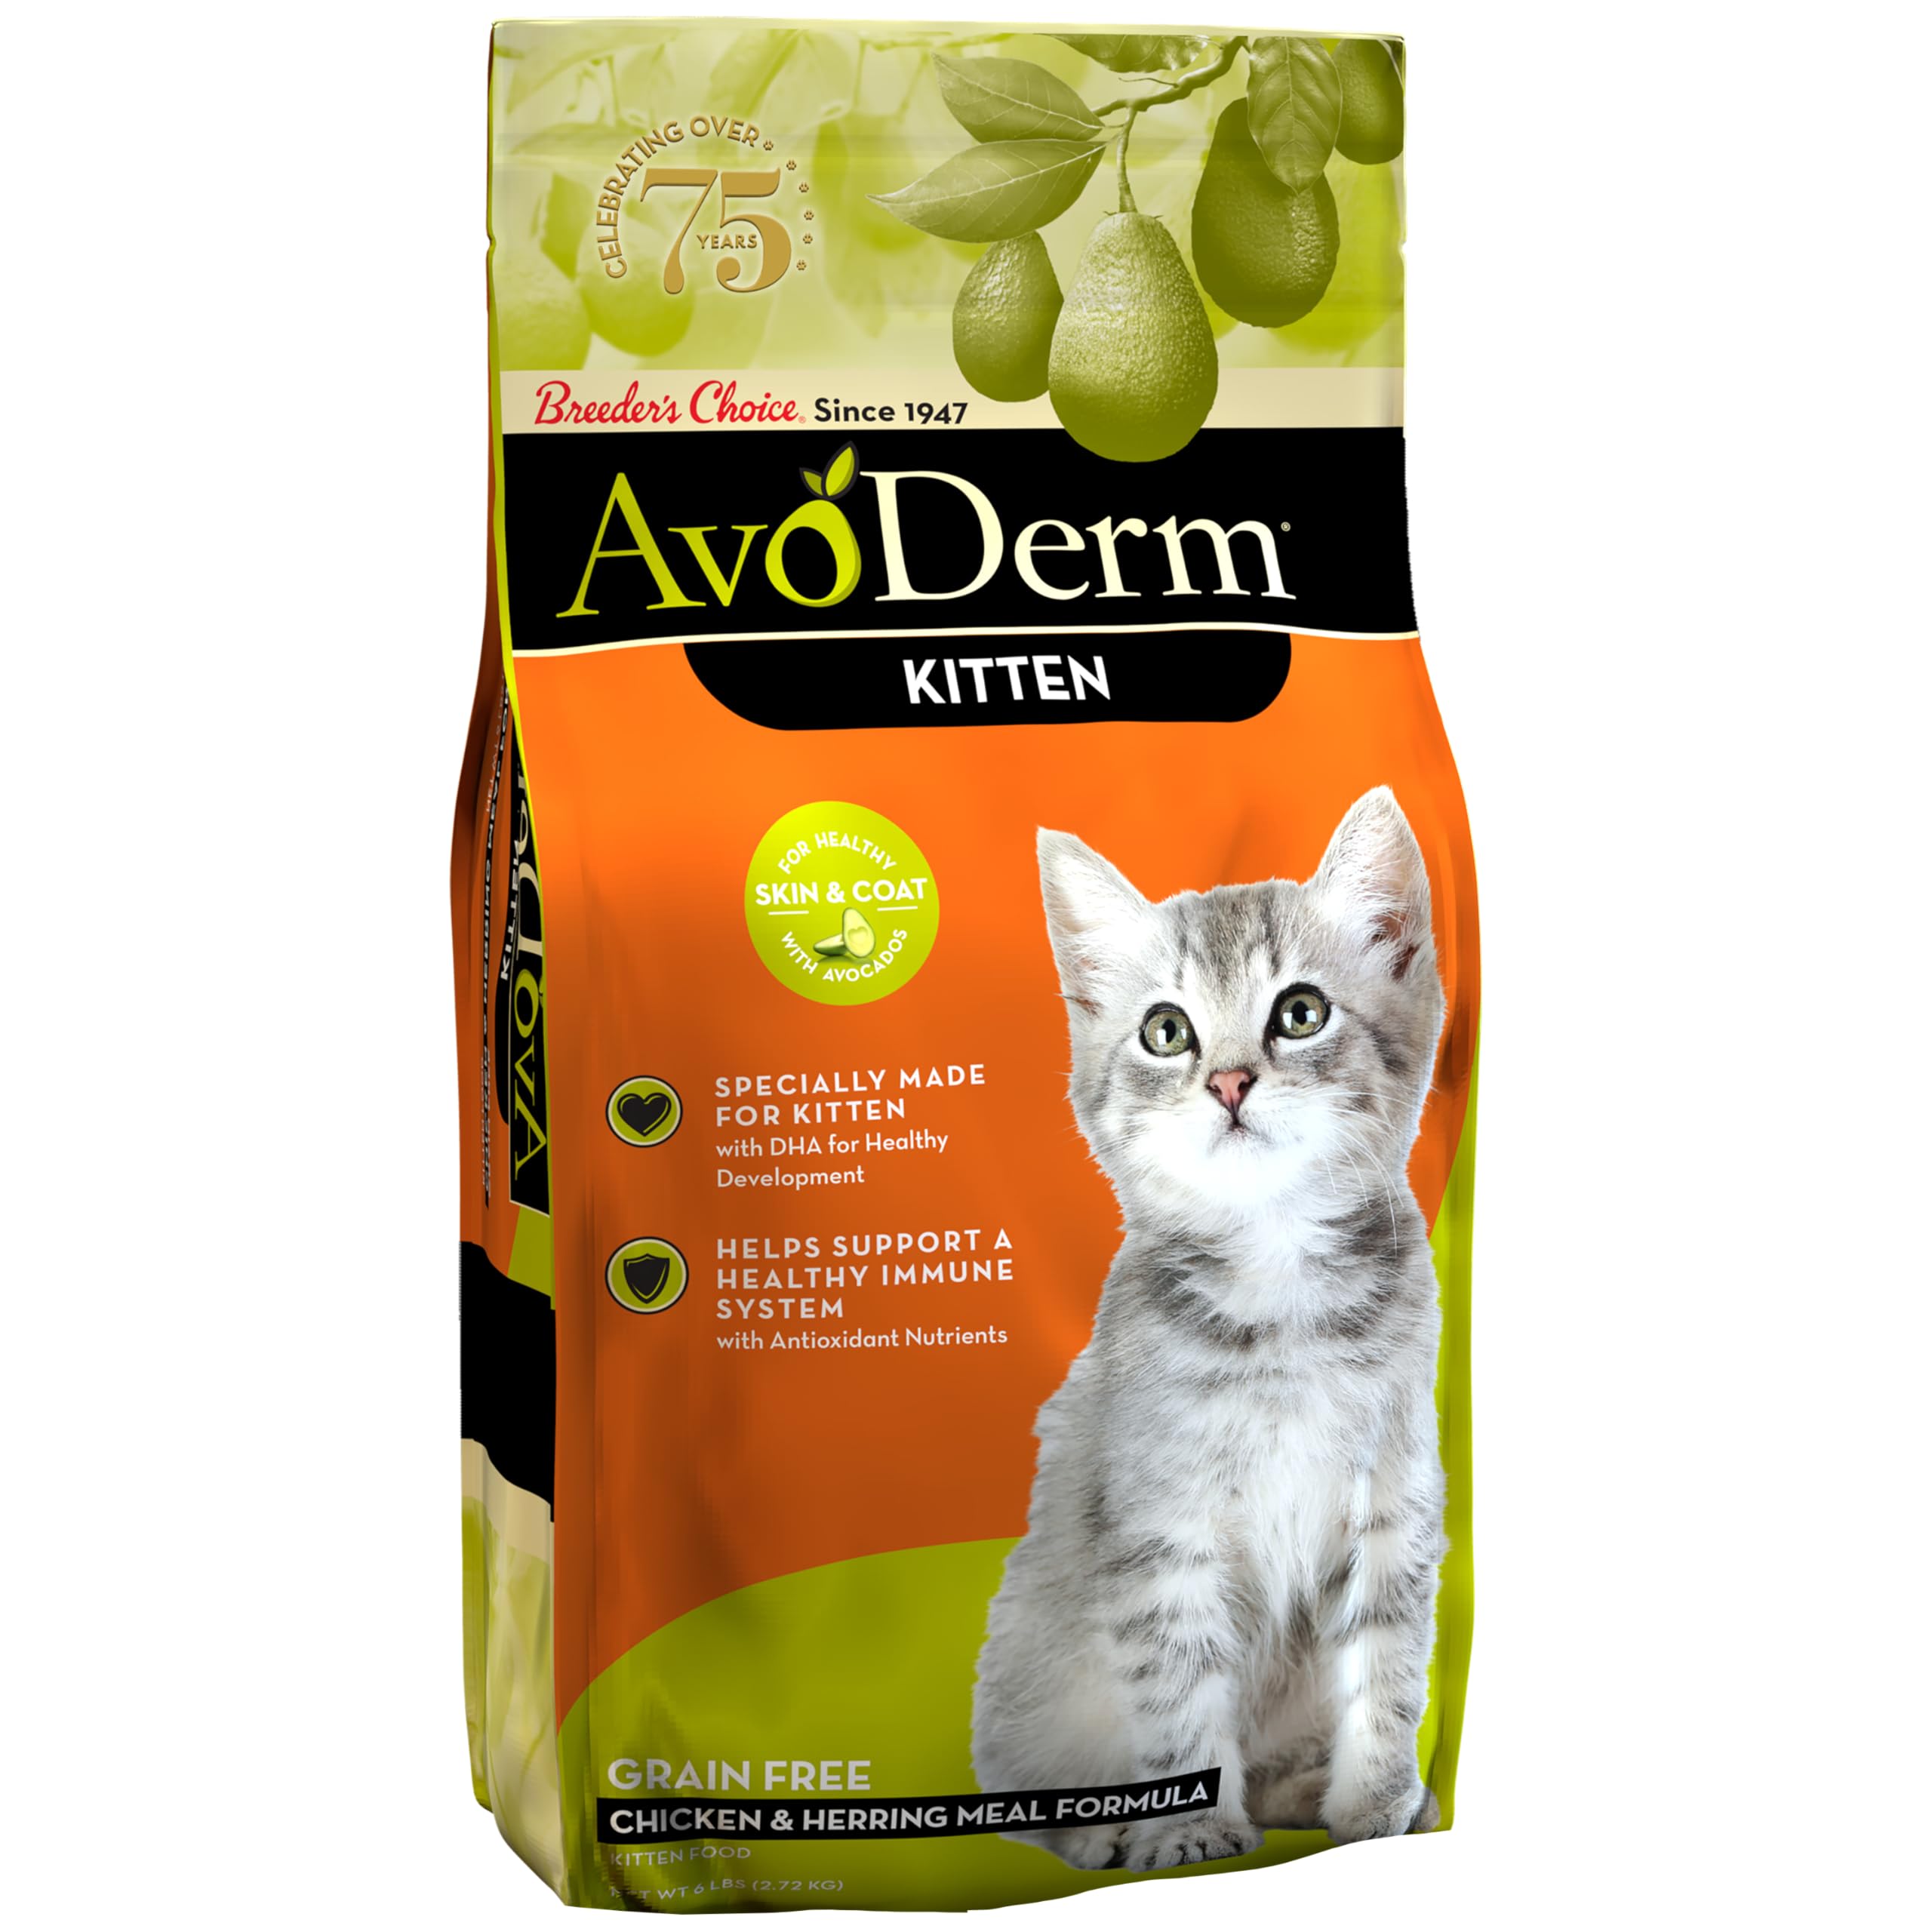 CELEBRATING OVER
75
YEARS
Breeder's Choice® Since 1947
AvoDerm®
KITTEN
FOR HEALTHY
SKIN & COAT
WITH AVOCADOS
SPECIALLY MADE
FOR KITTEN
with DHA for Healthy
Development
HELPS SUPPORT A
HEALTHY IMMUNE
SYSTEM
with Antioxidant Nutrients
GRAIN FREE
CHICKEN & HERRING MEAL FORMULA
KITTEN FOOD
WT 6 LBS (2.72 KG)
AvoDerm
KITTEN